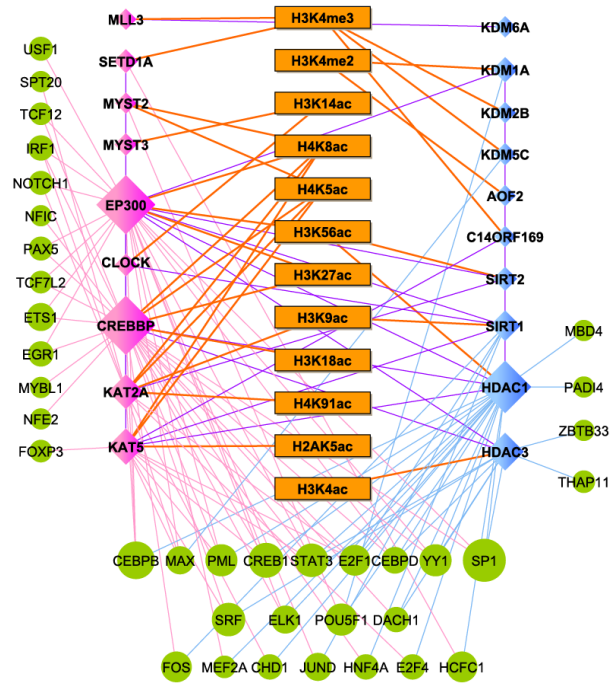 MLL3
H3K4me3
KDM6A
USF1
SETD1A
H3K4me2
KDM1A
SPT20
MYST2
H3K14ac
KDM2B
TCF12
MYST3
H4K8ac
KDM5C
IRF1
NOTCH1
EP300
H4K5ac
AOF2
NFIC
H3K56ac
C14ORF169
PAX5
CLOCK
H3K27ac
SIRT2
TCF7L2
ETS1
CREBBP
H3K9ac
SIRT1
MBD4
EGR1
H3K18ac
MYBL1
KAT2A
H4K91ac
HDAC1
PADI4
NFE2
FOXP3
KAT5
H2AK5ac
HDAC3
ZBTB33
H3K4ac
THAP11
CEBPB
MAX
PML
CREB1
STAT3
E2F1
CEBPD
YY1
SP1
SRF
ELK1
POU5F1
DACH1
FOS
MEF2A
CHD1
JUND
HNF4A
E2F4
HCFC1